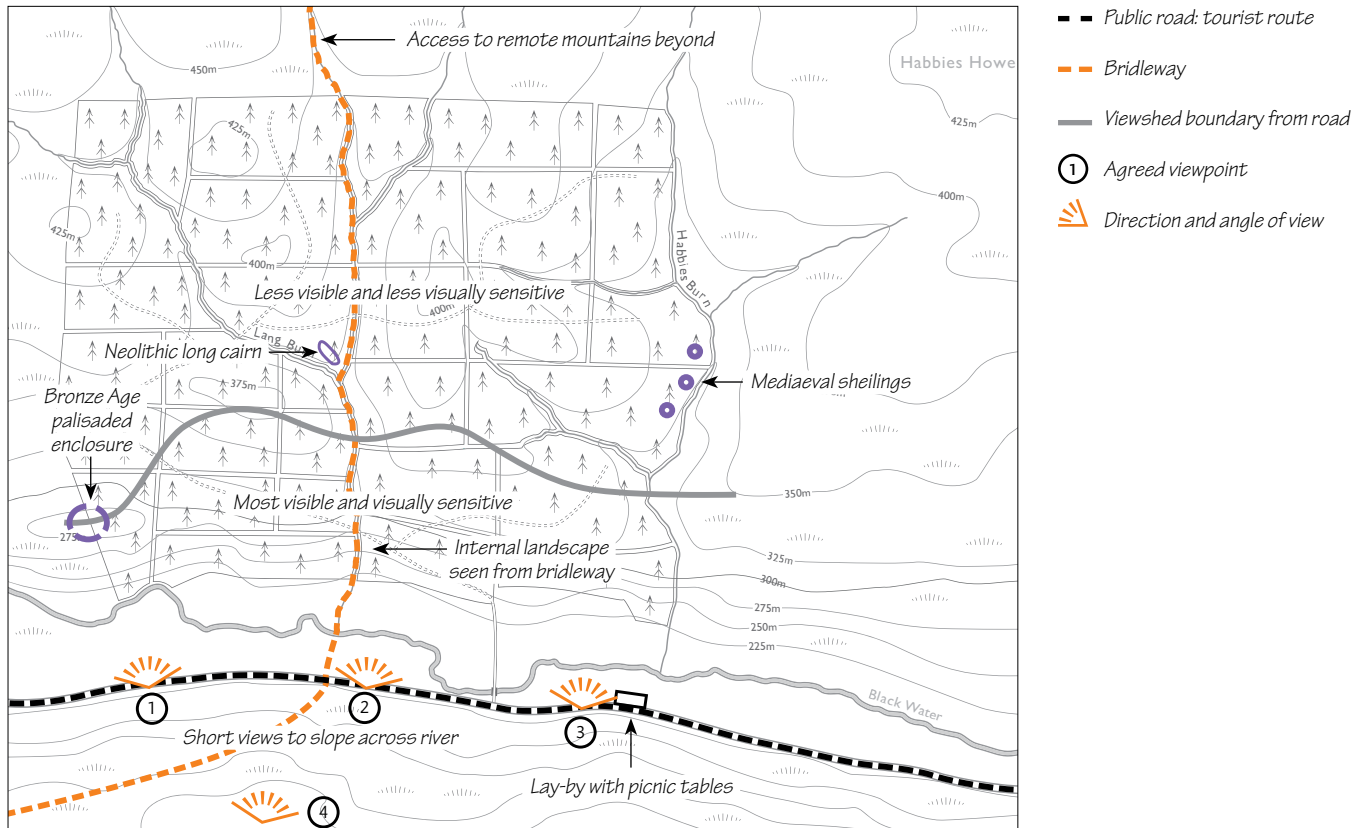 Access to remote mountains beyond
450m
Habbies Howe
425m
425m
400m
425m
Habbies Burn
400m
Less visible and less visually sensitive
400m
Neolithic long cairn
Mediaeval sheilings
375m
Bronze Age
palisaded
enclosure
350m
Most visible and visually sensitive
Internal landscape
seen from bridleway
325m
300m
275m
250m
225m
Black Water
1
2
3
Short views to slope across river
Lay-by with picnic tables
4
Public road: tourist route
Bridleway
Viewshed boundary from road
1 Agreed viewpoint
Direction and angle of view